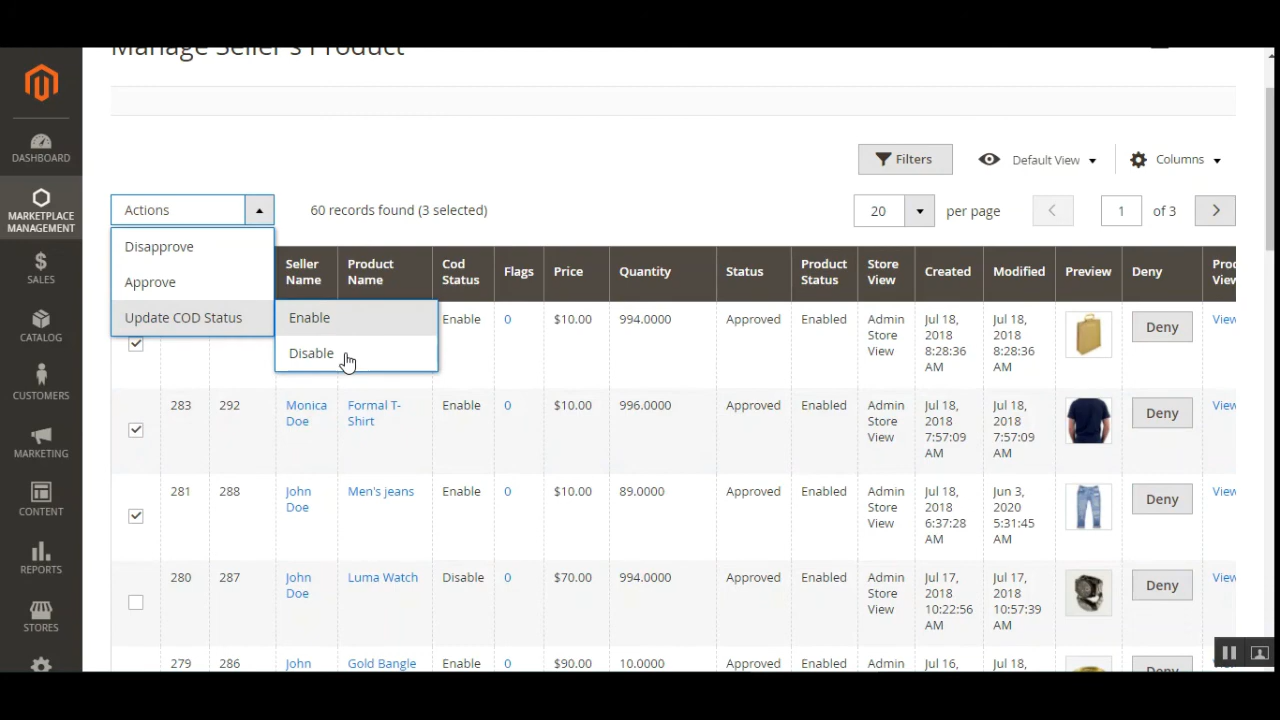 Manage Seller's Product
Filters
Default View
Columns
Actions
60 records found (3 selected)
20
per page
1
of 3
Disapprove
Approve
Update COD Status
Enable
Disable
DASHBOARD
MARKETPLACE
MANAGEMENT
SALES
CATALOG
CUSTOMERS
MARKETING
CONTENT
REPORTS
STORES
Seller
Name
Product
Name
Cod
Status
Flags
Price
Quantity
Status
Product
Status
Store
View
Created
Modified
Preview
Deny
View
Enable
0
$10.00
994.0000
Approved
Enabled
Admin
Store
View
Jul 18,
2018
8:28:36
AM
Jul 18,
2018
8:28:36
AM
Deny
View
283
292
Monica
Doe
Formal T-
Shirt
Enable
0
$10.00
996.0000
Approved
Enabled
Admin
Store
View
Jul 18,
2018
7:57:09
AM
Jul 18,
2018
7:57:09
AM
Deny
View
281
288
John
Doe
Men's jeans
Enable
0
$10.00
89.0000
Approved
Enabled
Admin
Store
View
Jul 18,
2018
6:37:28
AM
Jun 3,
2020
5:31:45
AM
Deny
View
280
287
John
Doe
Luma Watch
Disable
0
$70.00
994.0000
Approved
Enabled
Admin
Store
View
Jul 17,
2018
10:22:56
AM
Jul 18,
2018
10:57:39
AM
Deny
View
279
286
John
Gold Bangle
Enable
0
$90.00
10.0000
Approved
Enabled
Admin
Jul 16,
Jul 18,
Deny